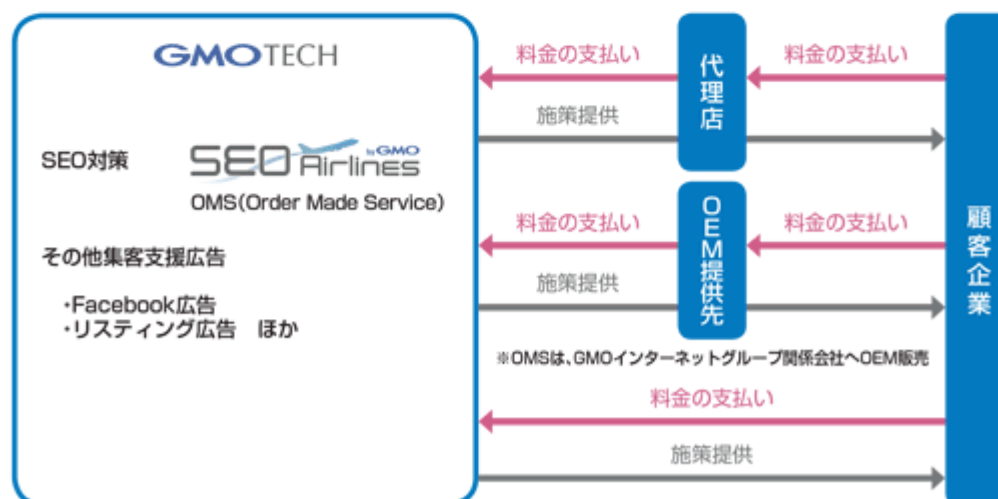 GMOTECH
SEO対策
SEO Airlines by GMO
OMS(Order Made Service)
その他集客支援広告
・Facebook広告
・リスティング広告 ほか
料金の支払い
代理店
料金の支払い
施策提供
料金の支払い
OEM提供先
料金の支払い
施策提供
※OMSは、GMOインターネットグループ関係会社へOEM販売
料金の支払い
施策提供
顧客企業